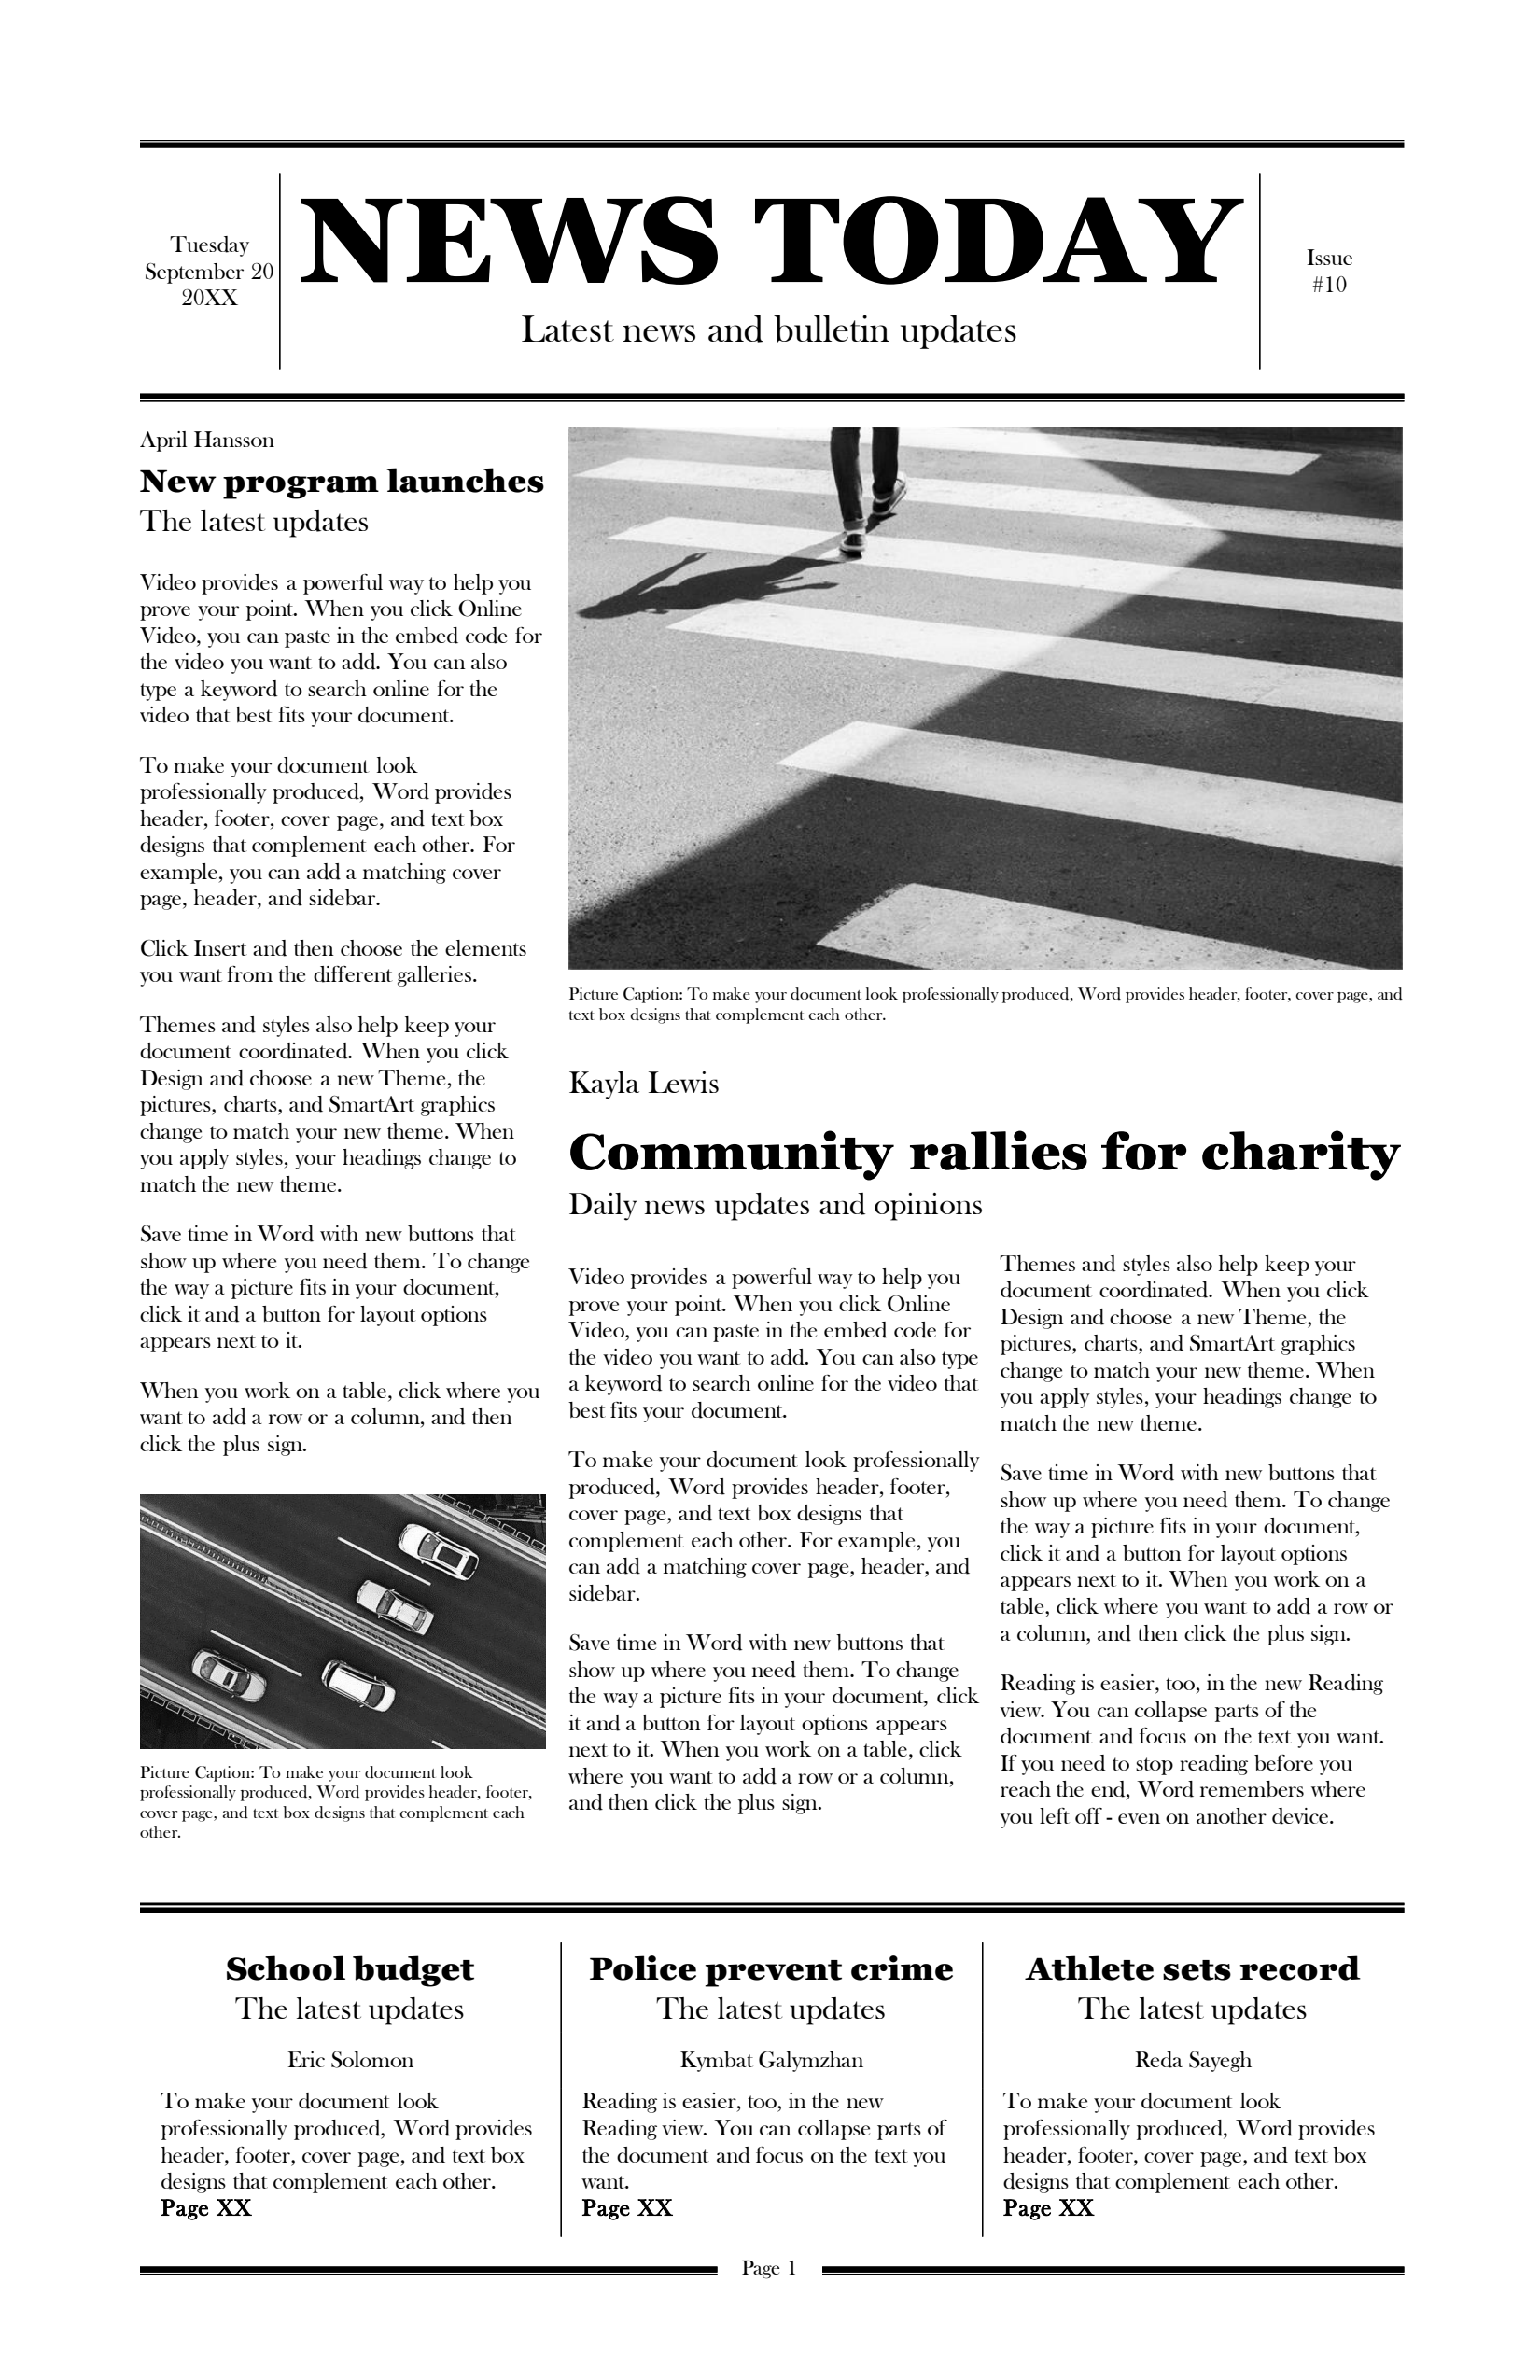 Tuesday
September 20
20XX
NEWS TODAY
Latest news and bulletin updates
Issue
#10
April Hansson
New program launches
The latest updates
Video provides a powerful way to help you
prove your point. When you click Online
Video, you can paste in the embed code for
the video you want to add. You can also
type a keyword to search online for the
video that best fits your document.
To make your document look
professionally produced, Word provides
header, footer, cover page, and text box
designs that complement each other. For
example, you can add a matching cover
page, header, and sidebar.
Click Insert and then choose the elements
you want from the different galleries.
Themes and styles also help keep your
document coordinated. When you click
Design and choose a new Theme, the
pictures, charts, and SmartArt graphics
change to match your new theme. When
you apply styles, your headings change to
match the new theme.
Save time in Word with new buttons that
show up where you need them. To change
the way a picture fits in your document,
click it and a button for layout options
appears next to it.
When you work on a table, click where you
want to add a row or a column, and then
click the plus sign.
Picture Caption: To make your document look
professionally produced, Word provides header, footer,
cover page, and text box designs that complement each
other.
Picture Caption: To make your document look professionally produced, Word provides header, footer, cover page, and
text box designs that complement each other.
Kayla Lewis
Community rallies for charity
Daily news updates and opinions
Video provides a powerful way to help you
prove your point. When you click Online
Video, you can paste in the embed code for
the video you want to add. You can also type
a keyword to search online for the video that
best fits your document.
To make your document look professionally
produced, Word provides header, footer,
cover page, and text box designs that
complement each other. For example, you
can add a matching cover page, header, and
sidebar.
Save time in Word with new buttons that
show up where you need them. To change
the way a picture fits in your document, click
it and a button for layout options appears
next to it. When you work on a table, click
where you want to add a row or a column,
and then click the plus sign.
Themes and styles also help keep your
document coordinated. When you click
Design and choose a new Theme, the
pictures, charts, and SmartArt graphics
change to match your new theme. When
you apply styles, your headings change to
match the new theme.
Save time in Word with new buttons that
show up where you need them. To change
the way a picture fits in your document,
click it and a button for layout options
appears next to it. When you work on a
table, click where you want to add a row or
a column, and then click the plus sign.
Reading is easier, too, in the new Reading
view. You can collapse parts of the
document and focus on the text you want.
If you need to stop reading before you
reach the end, Word remembers where
you left off - even on another device.
School budget
The latest updates
Eric Solomon
To make your document look
professionally produced, Word provides
header, footer, cover page, and text box
designs that complement each other.
Page XX
Police prevent crime
The latest updates
Kymbat Galymzhan
Reading is easier, too, in the new
Reading view. You can collapse parts of
the document and focus on the text you
want.
Page XX
Athlete sets record
The latest updates
Reda Sayegh
To make your document look
professionally produced, Word provides
header, footer, cover page, and text box
designs that complement each other.
Page XX
Page 1